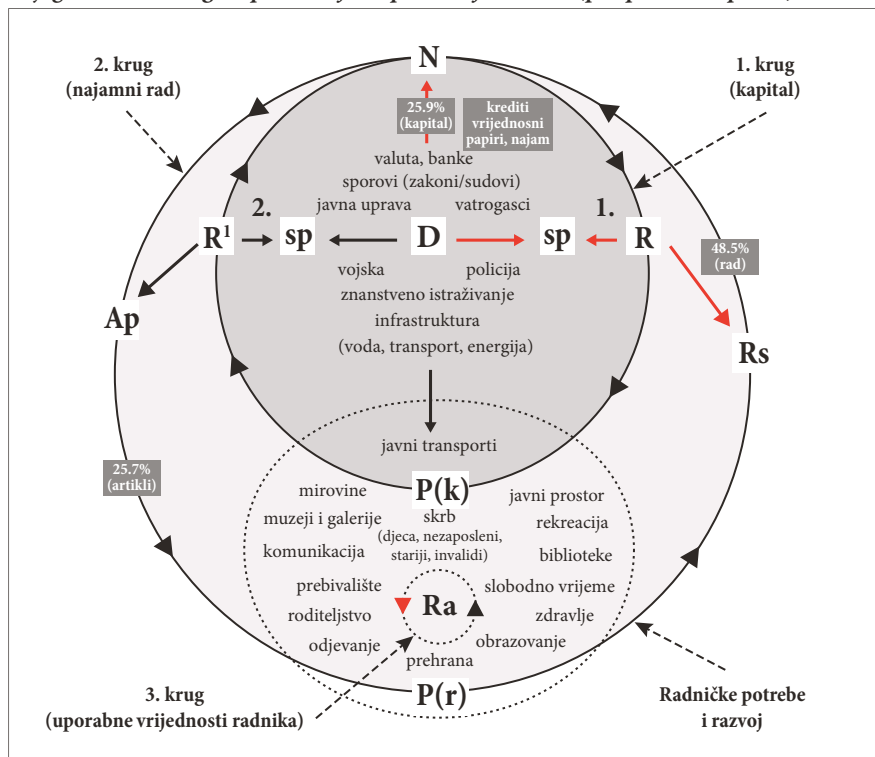 2. krug
(najamni rad)
N
1. krug
(kapital)
25.9%
(kapital)
krediti
vrijednosni
papiri, najam
valuta, banke
sporovi (zakoni/sudovi)
javna uprava
vatrogasci
2.
1.
R¹
sp
D
sp
R
48.5%
(rad)
vojska
policija
znanstveno istraživanje
infrastruktura
(voda, transport, energija)
Ap
Rs
javni transporti
25.7%
(artikli)
P(k)
mirovine
javni prostor
muzeji i galerije
skrb
(djeca, nezaposleni,
stariji, invalidi)
rekreacija
komunikacija
biblioteke
prebivalište
slobodno vrijeme
Ra
roditeljstvo
zdravlje
odjevanje
obrazovanje
prehrana
P(r)
3. krug
(uporabne vrijednosti radnika)
Radničke potrebe
i razvoj